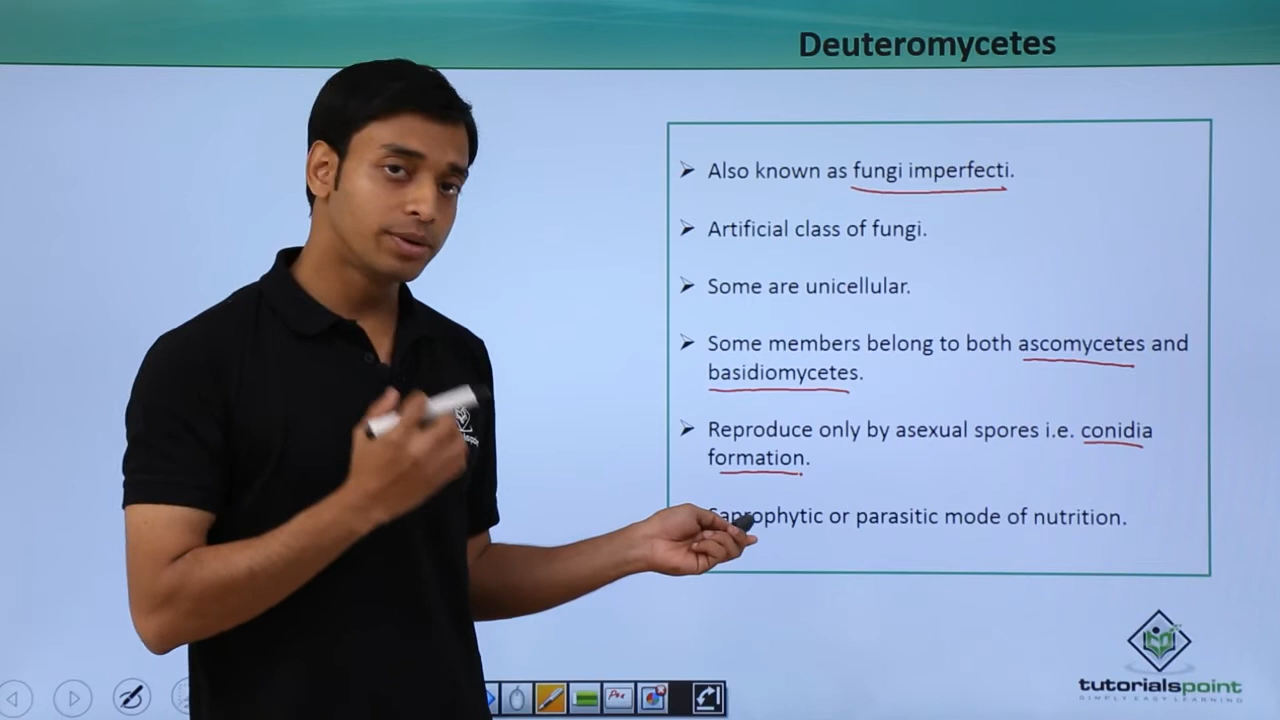 Deuteromycetes
➢ Also known as fungi imperfecti.
➢ Artificial class of fungi.
➢ Some are unicellular.
➢ Some members belong to both ascomycetes and
basidiomycetes.
➢ Reproduce only by asexual spores i.e. conidia
formation.
Saprophytic or parasitic mode of nutrition.
tutorialspoint
SIMPLY EASY LEARNING